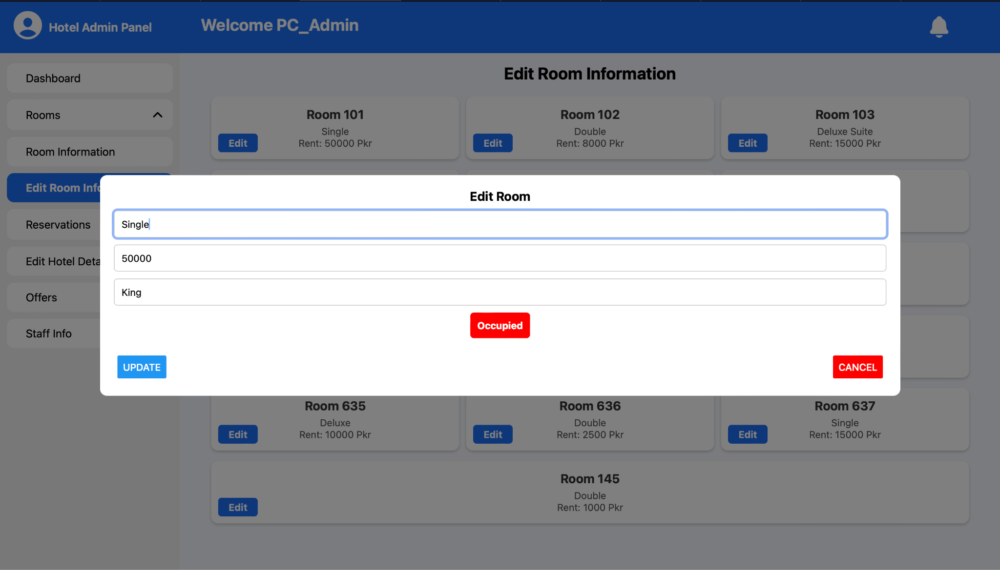 Hotel Admin Panel
Welcome PC_Admin
Dashboard
Rooms
Room Information
Edit Room Info
Reservations
Edit Hotel Deta
Offers
Staff Info
Edit Room Information
Room 101
Single
Rent: 50000 Pkr
Edit
Room 102
Double
Rent: 8000 Pkr
Edit
Room 103
Deluxe Suite
Rent: 15000 Pkr
Edit
Edit Room
Single
50000
King
Occupied
UPDATE
CANCEL
Room 635
Deluxe
Rent: 10000 Pkr
Edit
Room 636
Double
Rent: 2500 Pkr
Edit
Room 637
Single
Rent: 15000 Pkr
Edit
Room 145
Double
Rent: 1000 Pkr
Edit